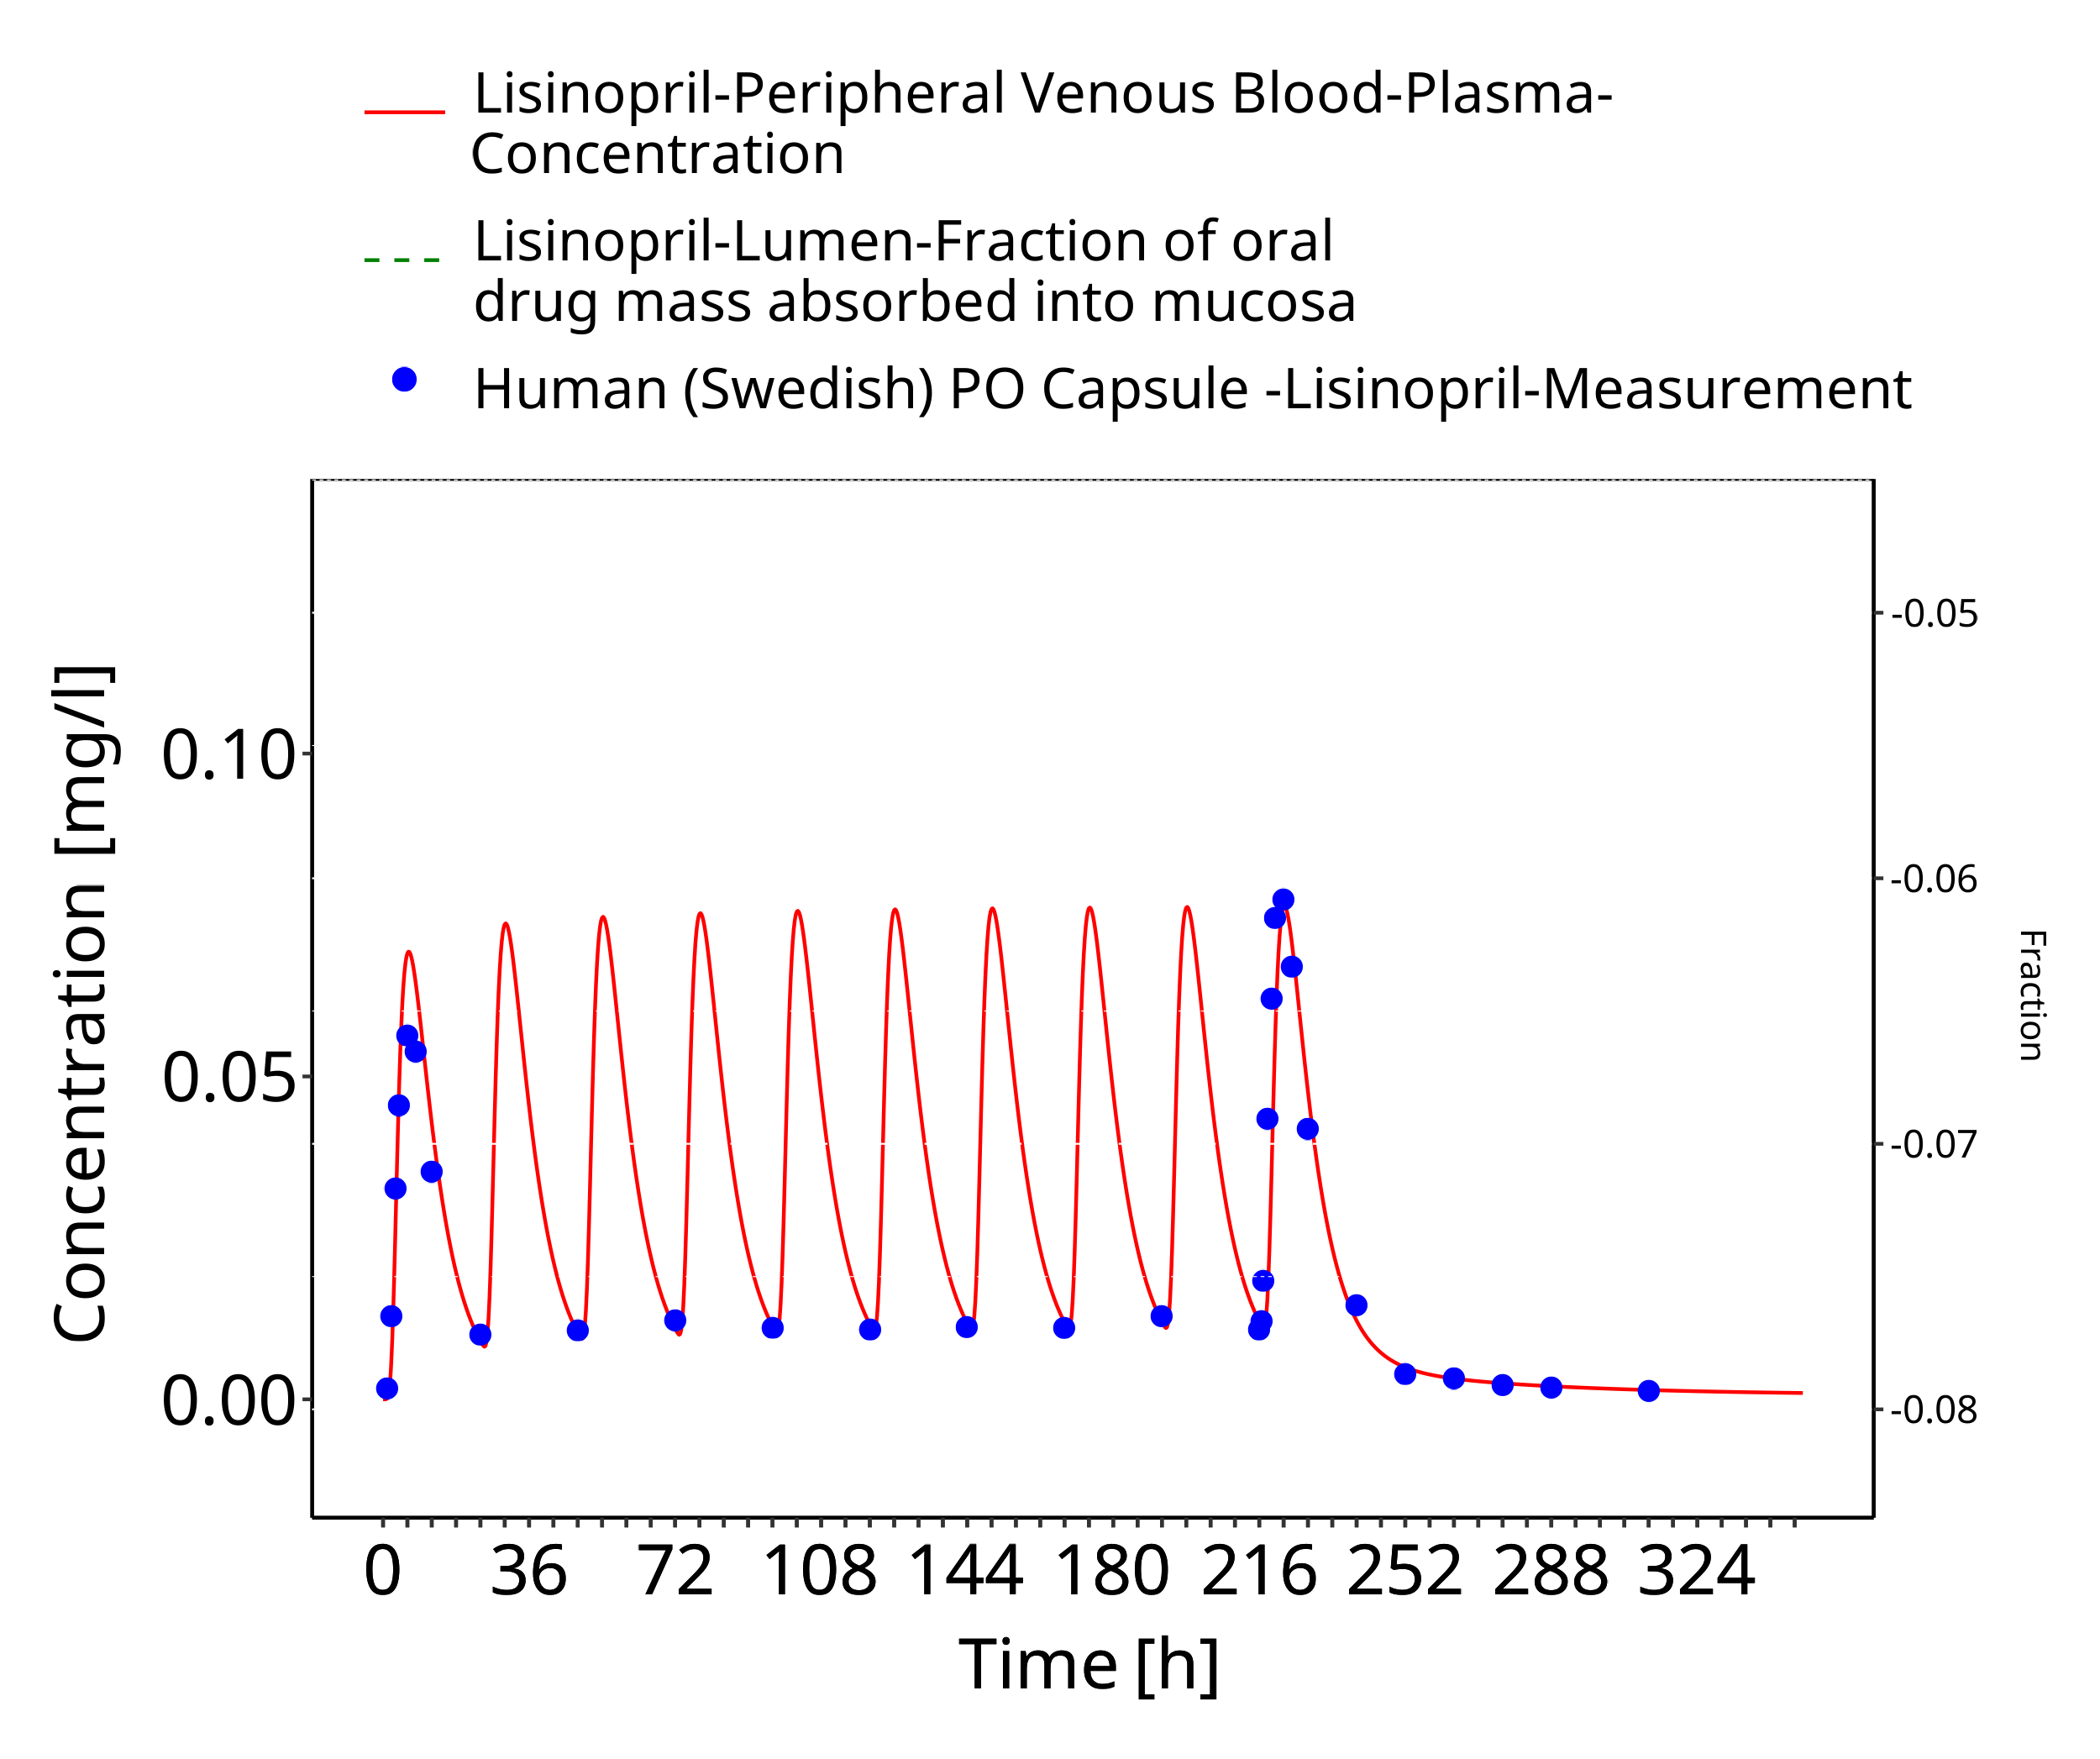 Lisinopril-Peripheral Venous Blood-Plasma-
Concentration
Lisinopril-Lumen-Fraction of oral
drug mass absorbed into mucosa
Human (Swedish) PO Capsule -Lisinopril-Measurement
Concentration [mg/l]
0.10
0.05
0.00
-0.05
-0.06
-0.07
-0.08
Fraction
0 36 72 108 144 180 216 252 288 324
Time [h]